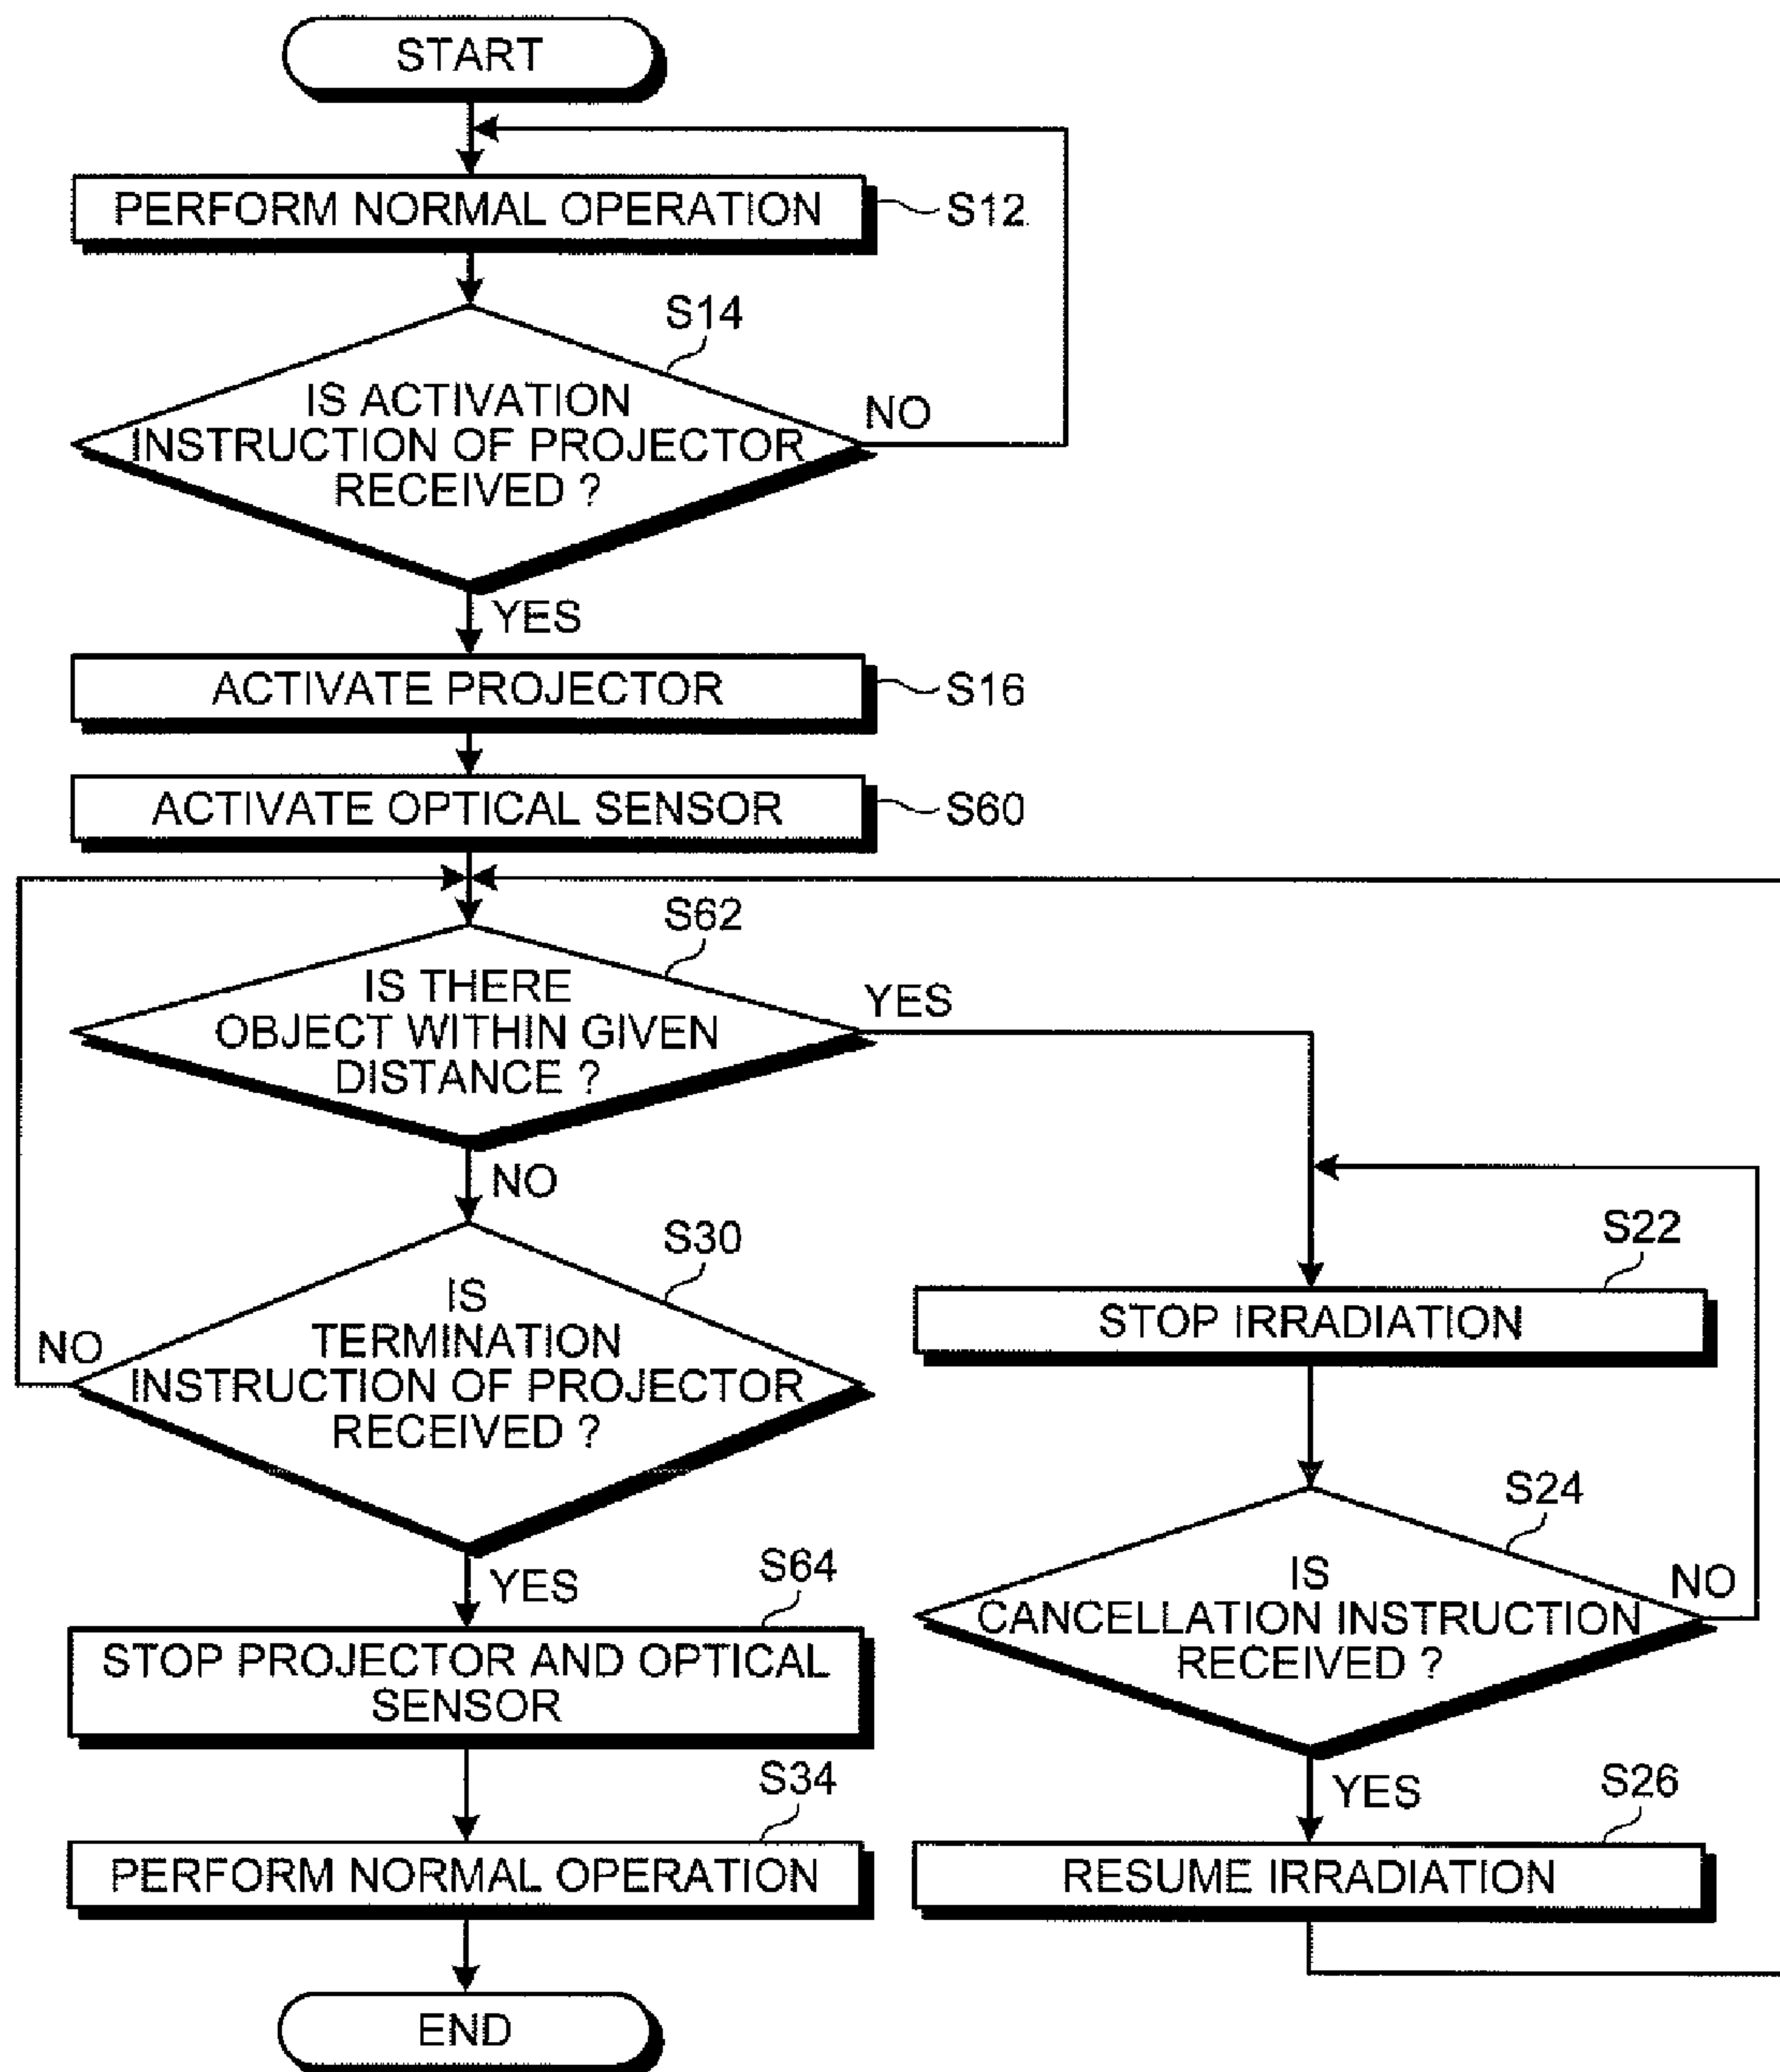 START
PERFORM NORMAL OPERATION
S12
S14
IS ACTIVATION
INSTRUCTION OF PROJECTOR
RECEIVED ?
NO
YES
ACTIVATE PROJECTOR
S16
ACTIVATE OPTICAL SENSOR
S60
S62
IS THERE
OBJECT WITHIN GIVEN
DISTANCE ?
YES
NO
S30
IS
TERMINATION
INSTRUCTION OF PROJECTOR
RECEIVED ?
NO
YES
S64
STOP PROJECTOR AND OPTICAL
SENSOR
S34
PERFORM NORMAL OPERATION
END
S22
STOP IRRADIATION
S24
IS
CANCELLATION INSTRUCTION
RECEIVED ?
NO
YES
S26
RESUME IRRADIATION